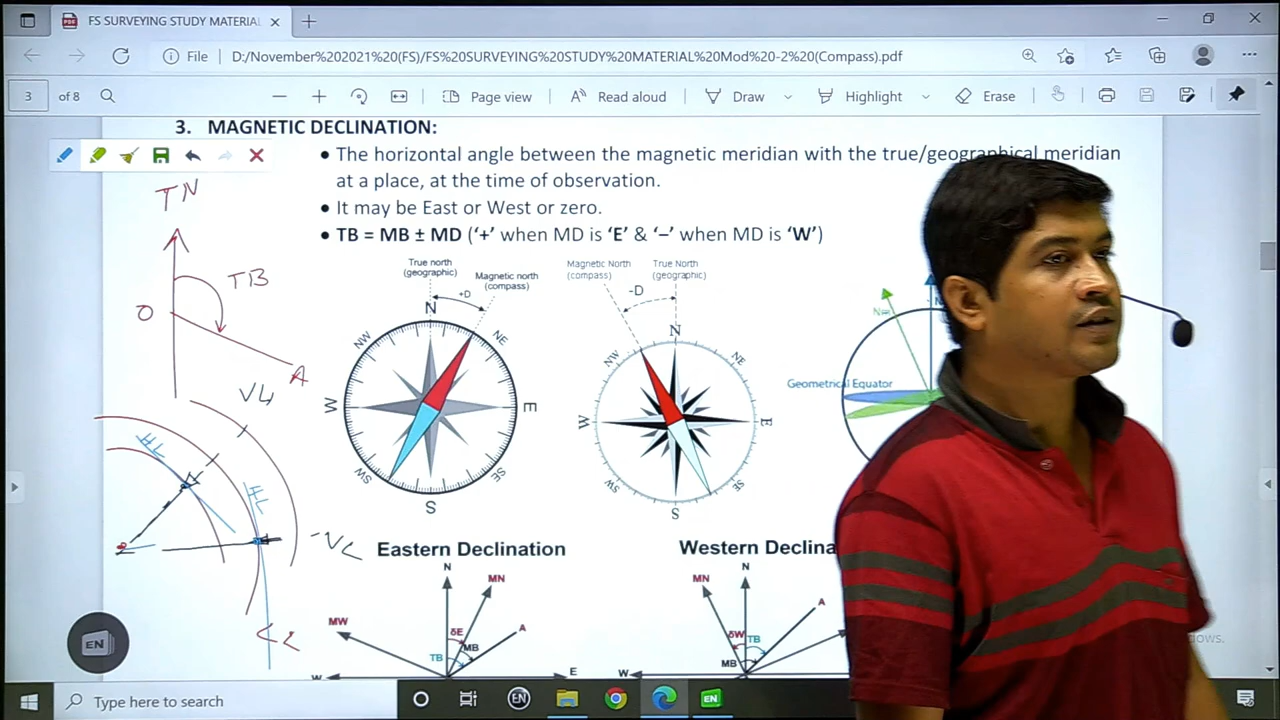 FS SURVEYING STUDY MATERIAL
File
D:/November%202021%20(FS)/FS%20SURVEYING%20STUDY%20MATERIAL%20Mod%20-2%20(Compass).pdf
3 of 8
Page view
Read aloud
Draw
Highlight
Erase
3. MAGNETIC DECLINATION:
• The horizontal angle between the magnetic meridian with the true/geographical meridian
at a place, at the time of observation.
• It may be East or West or zero.
• TB = MB ± MD ('+' when MD is 'E' & '–' when MD is 'W')
TN
TB
O
A
VL
HL
HL
VL
True north
(geographic)
Magnetic north
(compass)
+D
N
NE
E
SE
S
SW
W
NW
Magnetic North
(compass)
True North
(geographic)
-D
N
NE
E
SE
S
SW
W
NW
Geometrical Equator
Eastern Declination
Western Declina
N
MN
MW
δE
MB
A
TB
W
E
N
MN
A
δW
TB
MB
W
EN
Type here to search
EN
EN